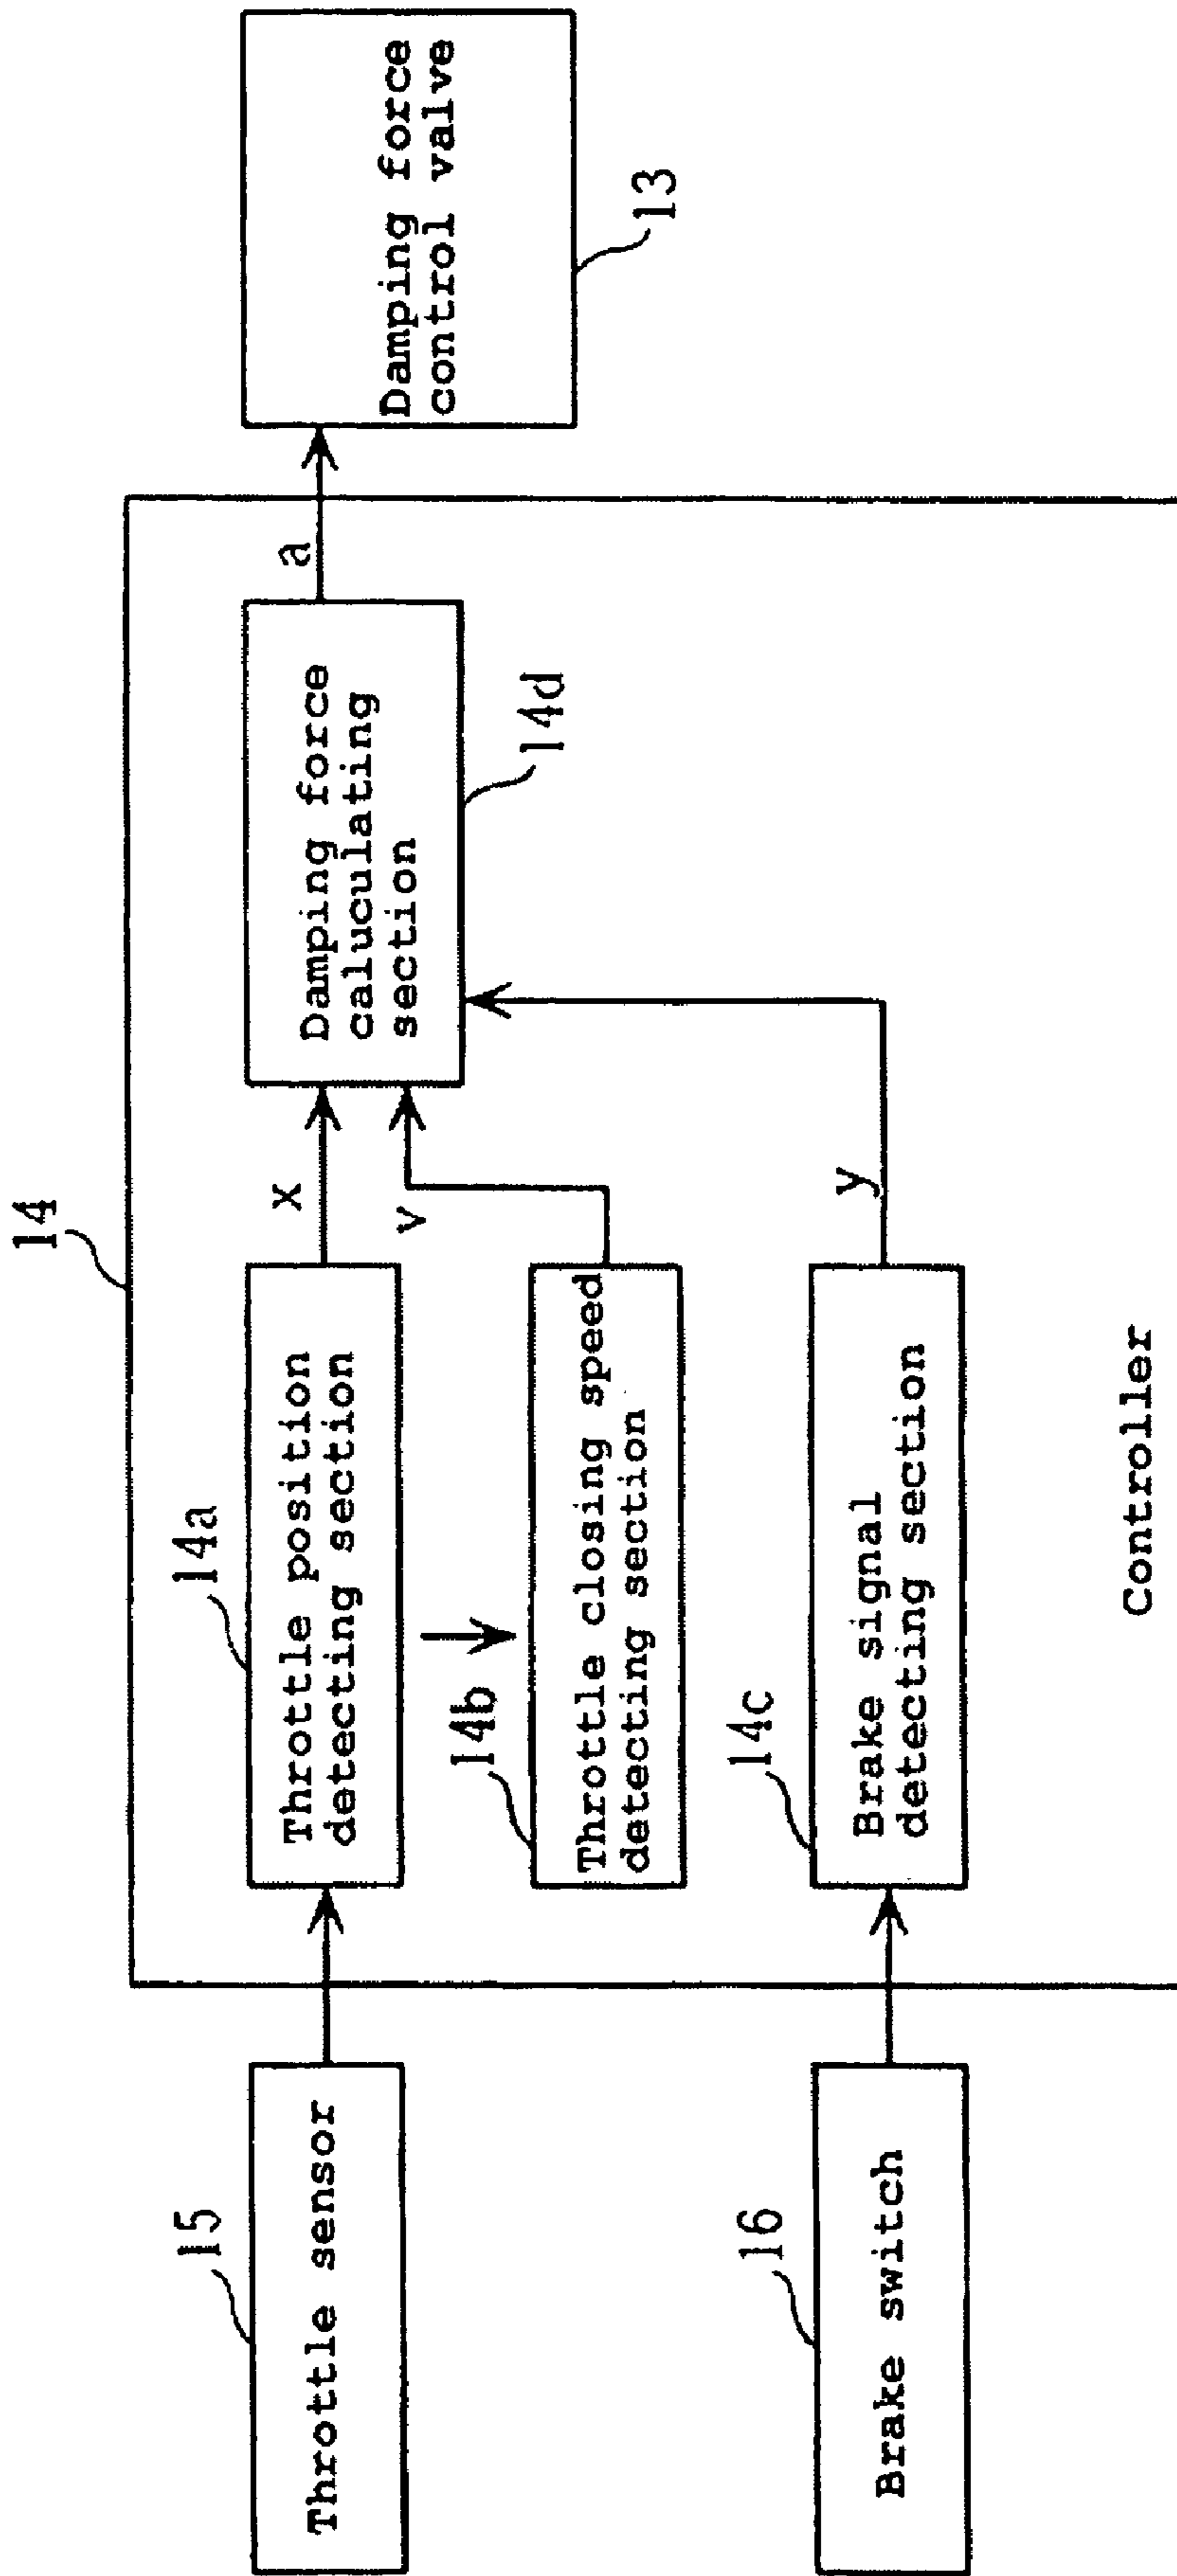 14
15
Throttle sensor
14a
Throttle position
detecting section
x
Damping force
caluculating
section
14d
a
Damping force
control valve
13
14b
Throttle closing speed
detecting section
v
16
Brake switch
14c
Brake signal
detecting section
y
Controller